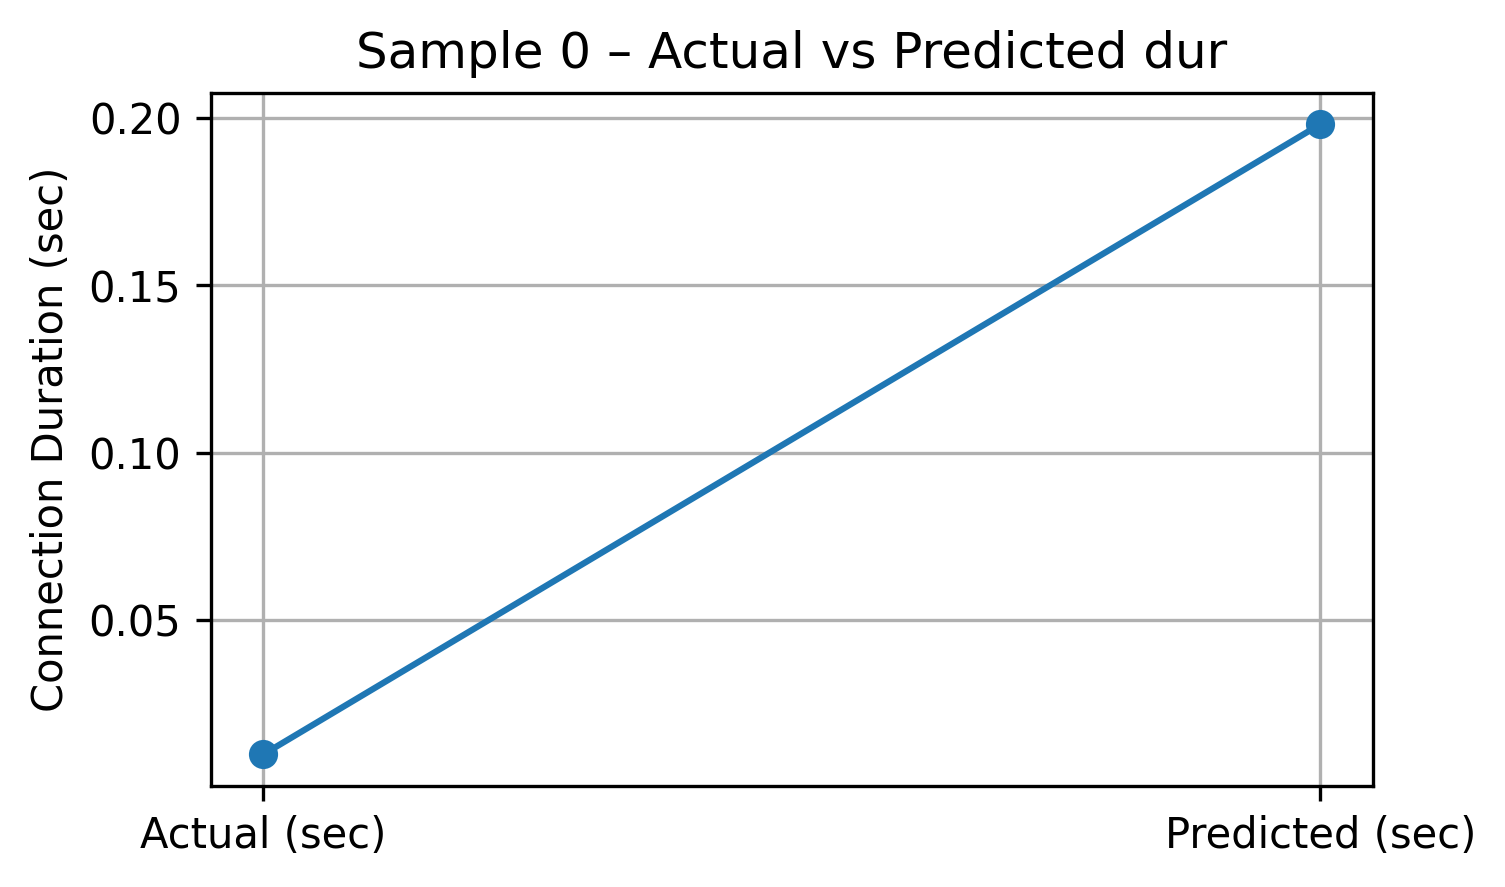 Sample 0 – Actual vs Predicted dur
Connection Duration (sec)
0.20
0.15
0.10
0.05
Actual (sec)
Predicted (sec)